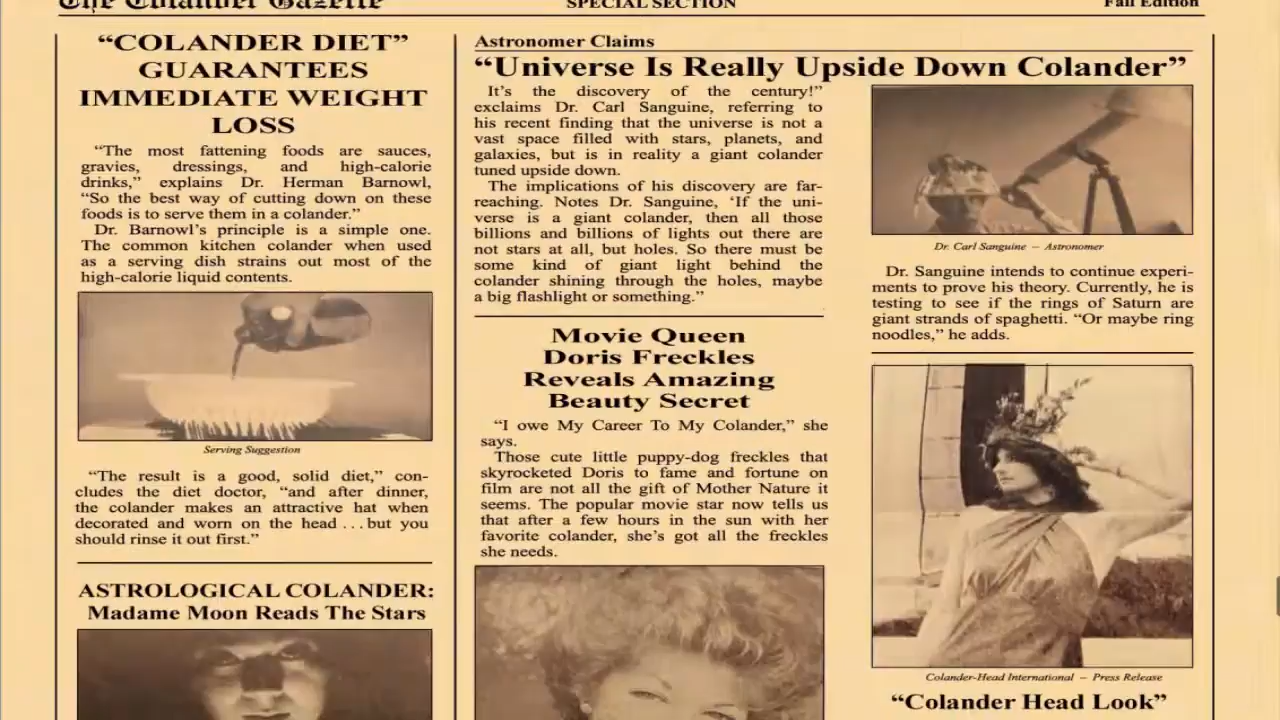 The Colander Gazette
SPECIAL SECTION
Fall Edition
“COLANDER DIET”
GUARANTEES
IMMEDIATE WEIGHT
LOSS
“The most fattening foods are sauces,
gravies, dressings, and high-calorie
drinks,” explains Dr. Herman Barnowl,
“So the best way of cutting down on these
foods is to serve them in a colander.”
Dr. Barnowl’s principle is a simple one.
The common kitchen colander when used
as a serving dish strains out most of the
high-calorie liquid contents.
Serving Suggestion
“The result is a good, solid diet,” con-
cludes the diet doctor, “and after dinner,
the colander makes an attractive hat when
decorated and worn on the head ... but you
should rinse it out first.”
ASTROLOGICAL COLANDER:
Madame Moon Reads The Stars
Astronomer Claims
“Universe Is Really Upside Down Colander”
It’s the discovery of the century!”
exclaims Dr. Carl Sanguine, referring to
his recent finding that the universe is not a
vast space filled with stars, planets, and
galaxies, but is in reality a giant colander
tuned upside down.
The implications of his discovery are far-
reaching. Notes Dr. Sanguine, ‘If the uni-
verse is a giant colander, then all those
billions and billions of lights out there are
not stars at all, but holes. So there must be
some kind of giant light behind the
colander shining through the holes, maybe
a big flashlight or something.”
Movie Queen
Doris Freckles
Reveals Amazing
Beauty Secret
“I owe My Career To My Colander,” she
says.
Those cute little puppy-dog freckles that
skyrocketed Doris to fame and fortune on
film are not all the gift of Mother Nature it
seems. The popular movie star now tells us
that after a few hours in the sun with her
favorite colander, she’s got all the freckles
she needs.
Dr. Carl Sanguine – Astronomer
Dr. Sanguine intends to continue experi-
ments to prove his theory. Currently, he is
testing to see if the rings of Saturn are
giant strands of spaghetti. “Or maybe ring
noodles,” he adds.
Colander-Head International – Press Release
“Colander Head Look”